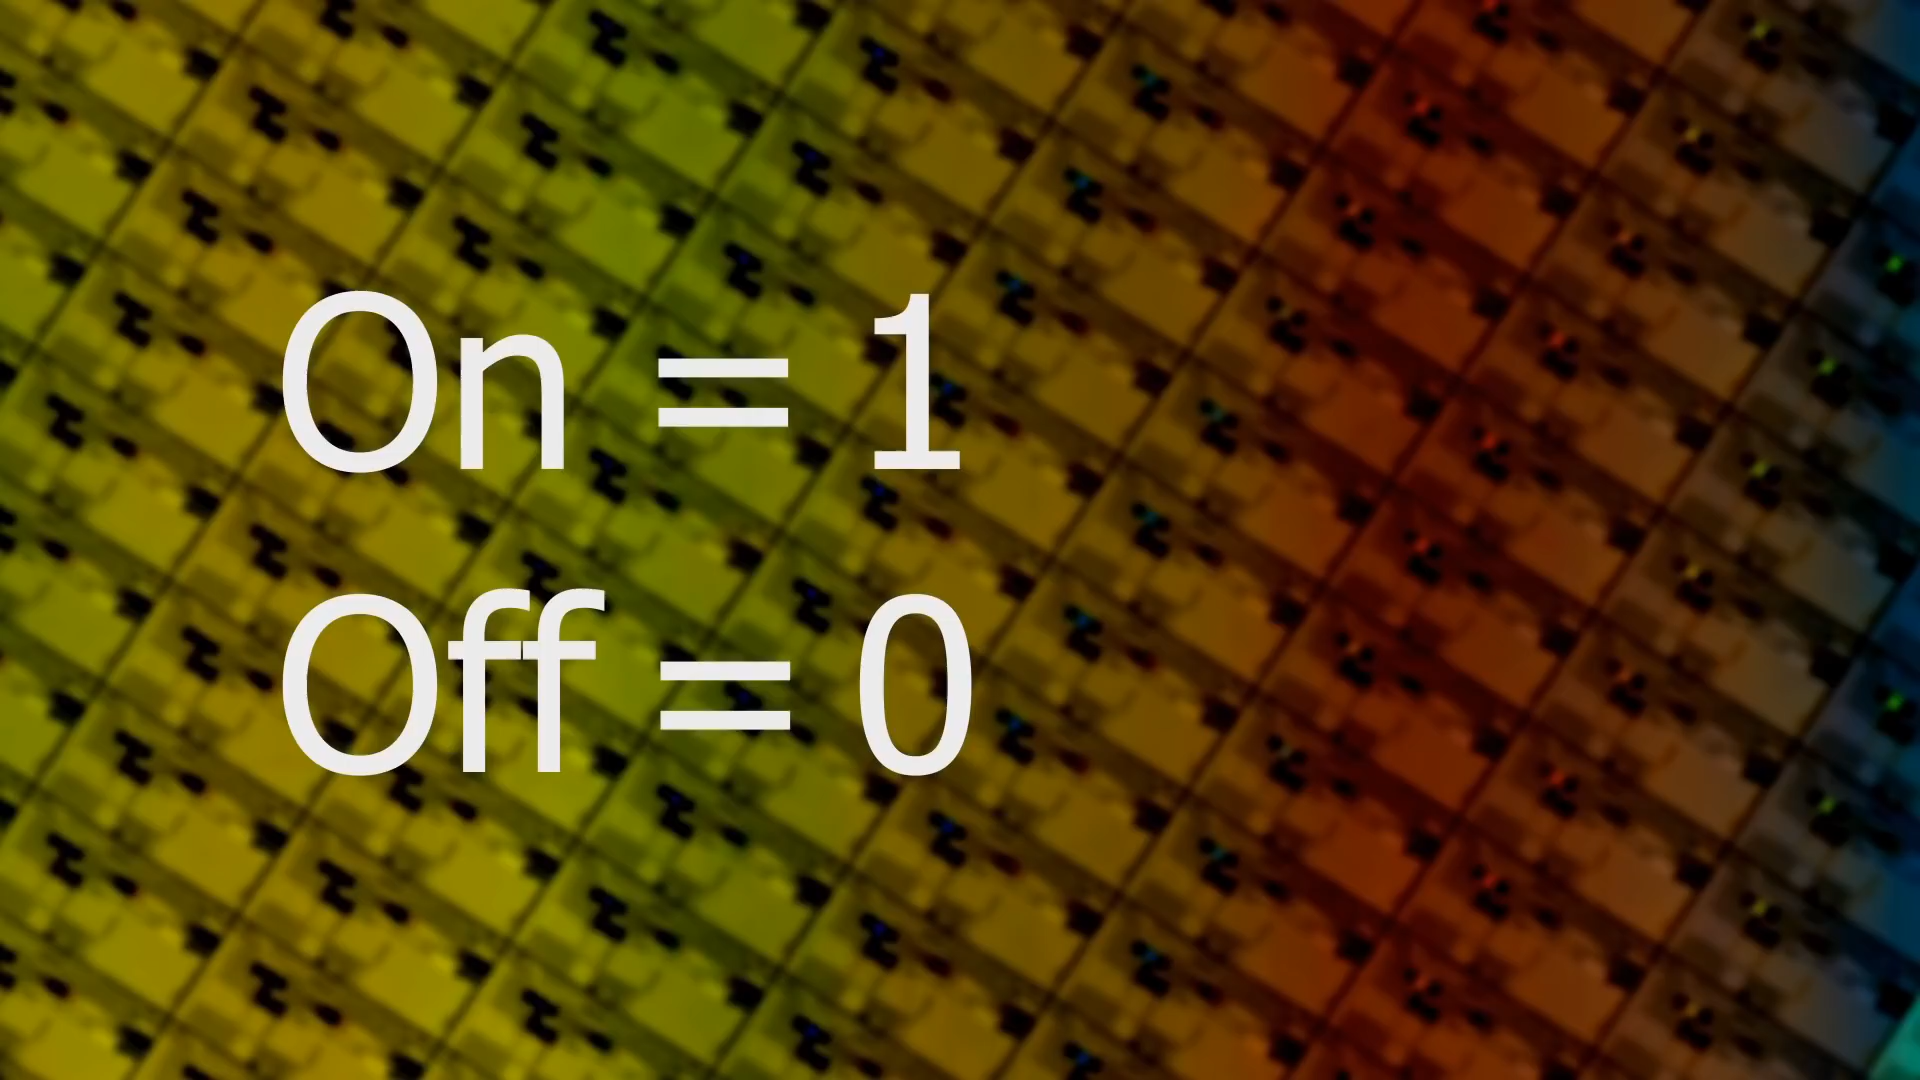 On = 1
Off = 0